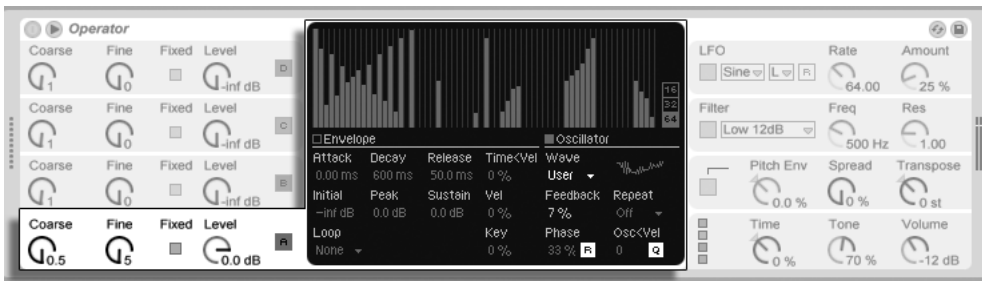 Operator
Coarse Fine Fixed Level
1 0 -inf dB D
Coarse Fine Fixed Level
1 0 -inf dB C
Coarse Fine Fixed Level
1 0 -inf dB B
Coarse Fine Fixed Level
0.5 5 0.0 dB A
16
32
64
Envelope Oscillator
Attack Decay Release Time<Vel Wave
0.00 ms 600 ms 50.0 ms 0 % User
Initial Peak Sustain Vel Feedback Repeat
-inf dB 0.0 dB 0.0 dB 0 % 7 % Off
Loop Key Phase Osc<Vel
None 0 % 33 % R 0 Q
LFO Rate Amount
Sine L R 64.00 25 %
Filter Freq Res
Low 12dB 500 Hz 1.00
Pitch Env Spread Transpose
0.0 % 0 % 0 st
Time Tone Volume
0 % 70 % -12 dB